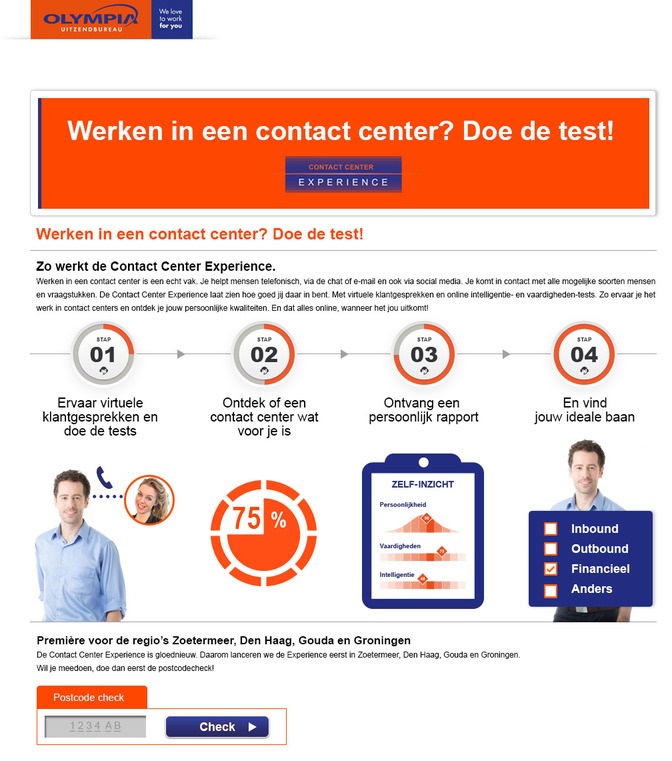 OLYMPIA
UITZENDBUREAU
We love
to work
for you
Werken in een contact center? Doe de test!
CONTACT CENTER
EXPERIENCE
Werken in een contact center? Doe de test!
Zo werkt de Contact Center Experience.
Werken in een contact center is een echt vak. Je helpt mensen telefonisch, via de chat of e-mail en ook via social media. Je komt in contact met alle mogelijke soorten mensen
en vraagstukken. De Contact Center Experience laat zien hoe goed jij daar in bent. Met virtuele klantgesprekken en online intelligentie- en vaardigheden-tests. Zo ervaar je het
werk in contact centers en ontdek je jouw persoonlijke kwaliteiten. En dat alles online, wanneer het jou uitkomt!
STAP
01
STAP
02
STAP
03
STAP
04
Ervaar virtuele
klantgesprekken en
doe de tests
Ontdek of een
contact center wat
voor je is
Ontvang een
persoonlijk rapport
En vind
jouw ideale baan
75 %
ZELF-INZICHT
Persoonlijkheid
Vaardigheden
Intelligentie
Inbound
Outbound
Financieel
Anders
Première voor de regio's Zoetermeer, Den Haag, Gouda en Groningen
De Contact Center Experience is gloednieuw. Daarom lanceren we de Experience eerst in Zoetermeer, Den Haag, Gouda en Groningen.
Wil je meedoen, doe dan eerst de postcodecheck!
Postcode check
1234 AB
Check